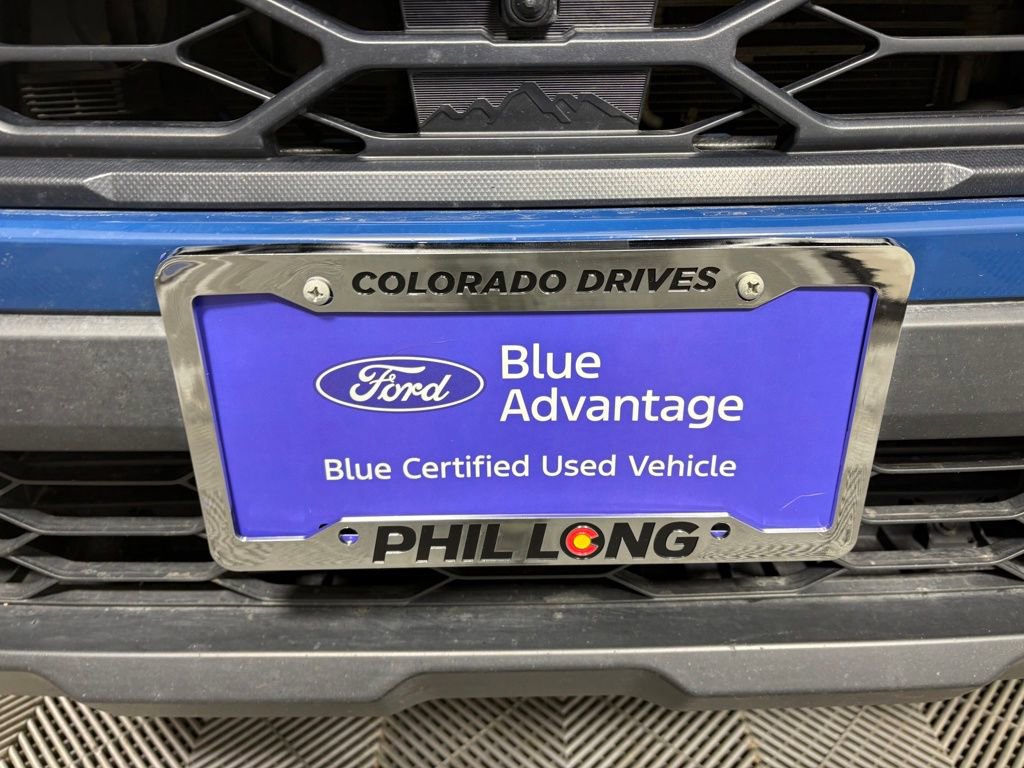 COLORADO DRIVES
Ford
Blue
Advantage
Blue Certified Used Vehicle
PHIL LONG